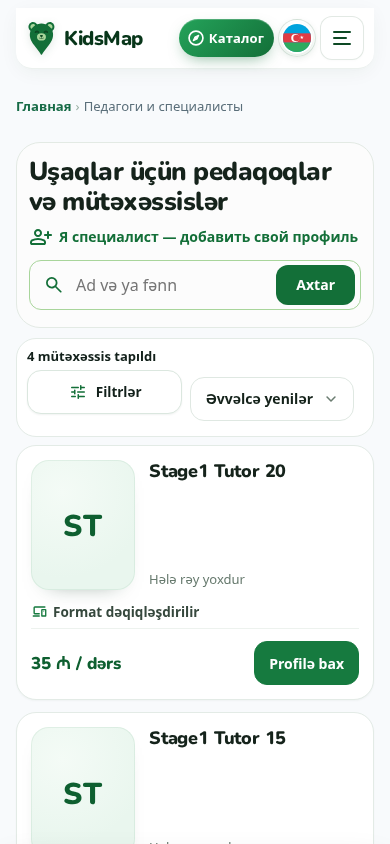 KidsMap
Каталог
Главная › Педагоги и специалисты
Uşaqlar üçün pedaqoqlar
və mütəxəssislər
Я специалист — добавить свой профиль
Ad və ya fənn
Axtar
4 mütəxəssis tapıldı
Filtrlər
Əvvəlcə yenilər
ST
Stage1 Tutor 20
Hələ rəy yoxdur
Format dəqiqləşdirilir
35 ₼ / dərs
Profilə bax
ST
Stage1 Tutor 15